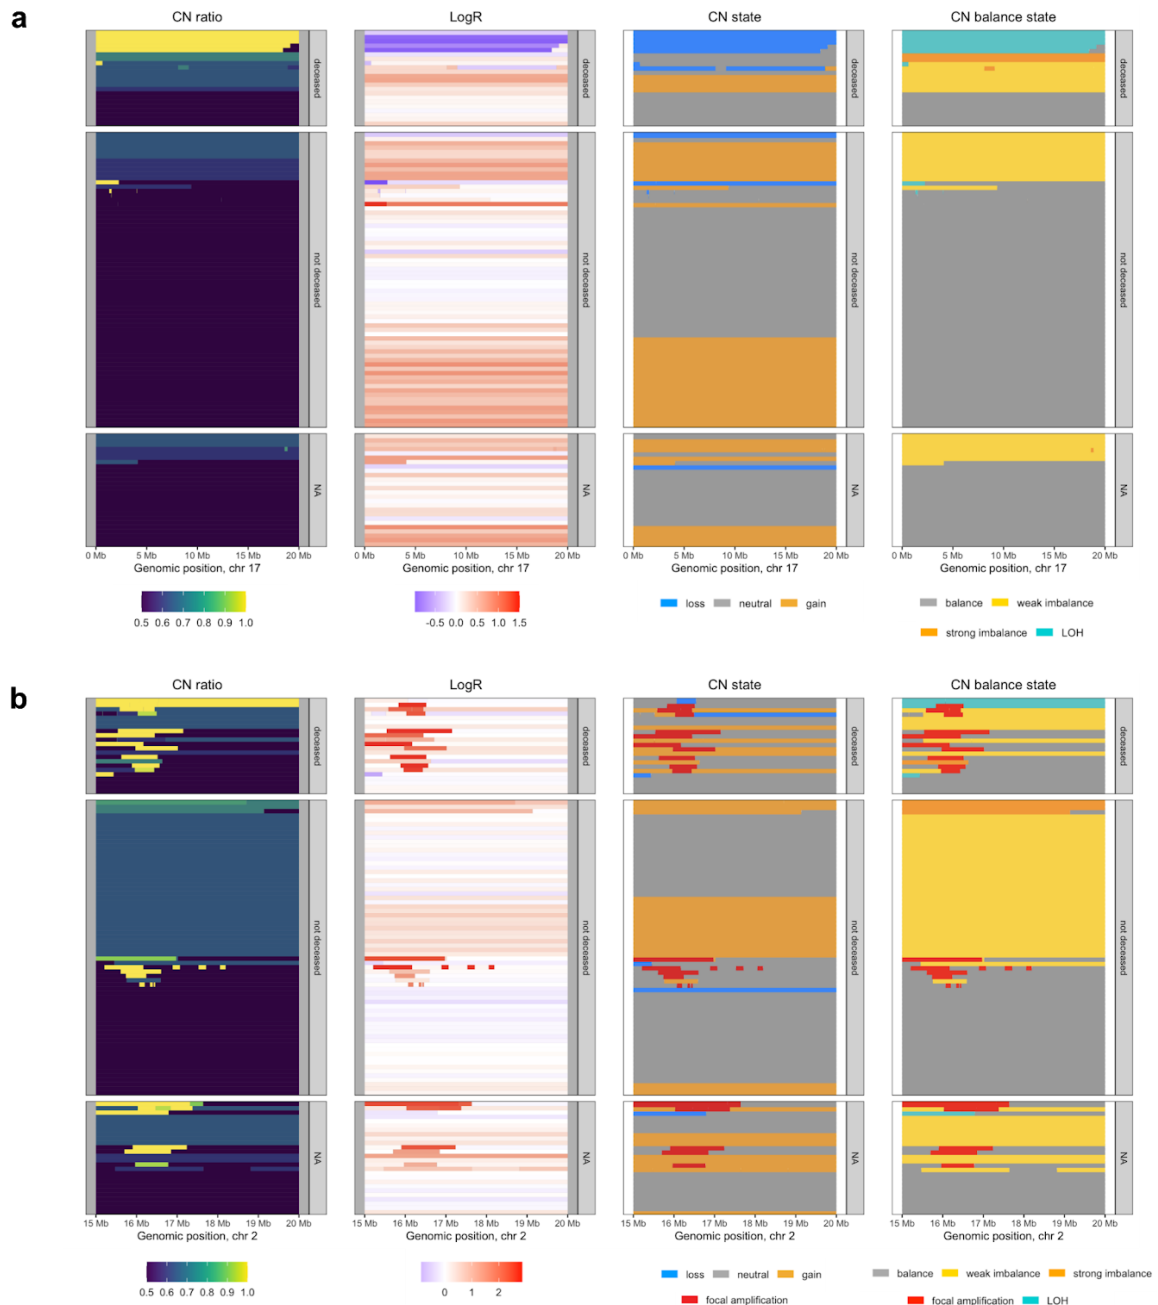 a
CN ratio
LogR
CN state
CN balance state
deceased
deceased
deceased
deceased
not deceased
not deceased
not deceased
not deceased
NA
NA
NA
NA
0 Mb 5 Mb 10 Mb 15 Mb 20 Mb
0 Mb 5 Mb 10 Mb 15 Mb 20 Mb
0 Mb 5 Mb 10 Mb 15 Mb 20 Mb
0 Mb 5 Mb 10 Mb 15 Mb 20 Mb
Genomic position, chr 17
Genomic position, chr 17
Genomic position, chr 17
Genomic position, chr 17
0.5 0.6 0.7 0.8 0.9 1.0
-0.5 0.0 0.5 1.0 1.5
loss neutral gain
balance weak imbalance
strong imbalance LOH
b
CN ratio
LogR
CN state
CN balance state
deceased
deceased
deceased
deceased
not deceased
not deceased
not deceased
not deceased
NA
NA
NA
NA
15 Mb 16 Mb 17 Mb 18 Mb 19 Mb 20 Mb
15 Mb 16 Mb 17 Mb 18 Mb 19 Mb 20 Mb
15 Mb 16 Mb 17 Mb 18 Mb 19 Mb 20 Mb
15 Mb 16 Mb 17 Mb 18 Mb 19 Mb 20 Mb
Genomic position, chr 2
Genomic position, chr 2
Genomic position, chr 2
Genomic position, chr 2
0.5 0.6 0.7 0.8 0.9 1.0
0 1 2
loss neutral gain
focal amplification
balance weak imbalance strong imbalance
focal amplification LOH